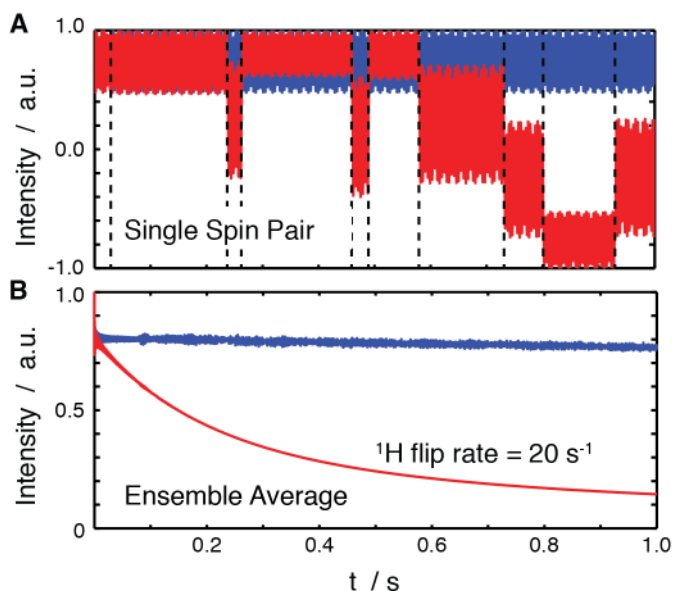 A
1.0
0.0
-1.0
Intensity / a.u.
Single Spin Pair
B
1.0
0.5
0
Intensity / a.u.
¹H flip rate = 20 s⁻¹
Ensemble Average
0.2 0.4 0.6 0.8 1.0
t / s